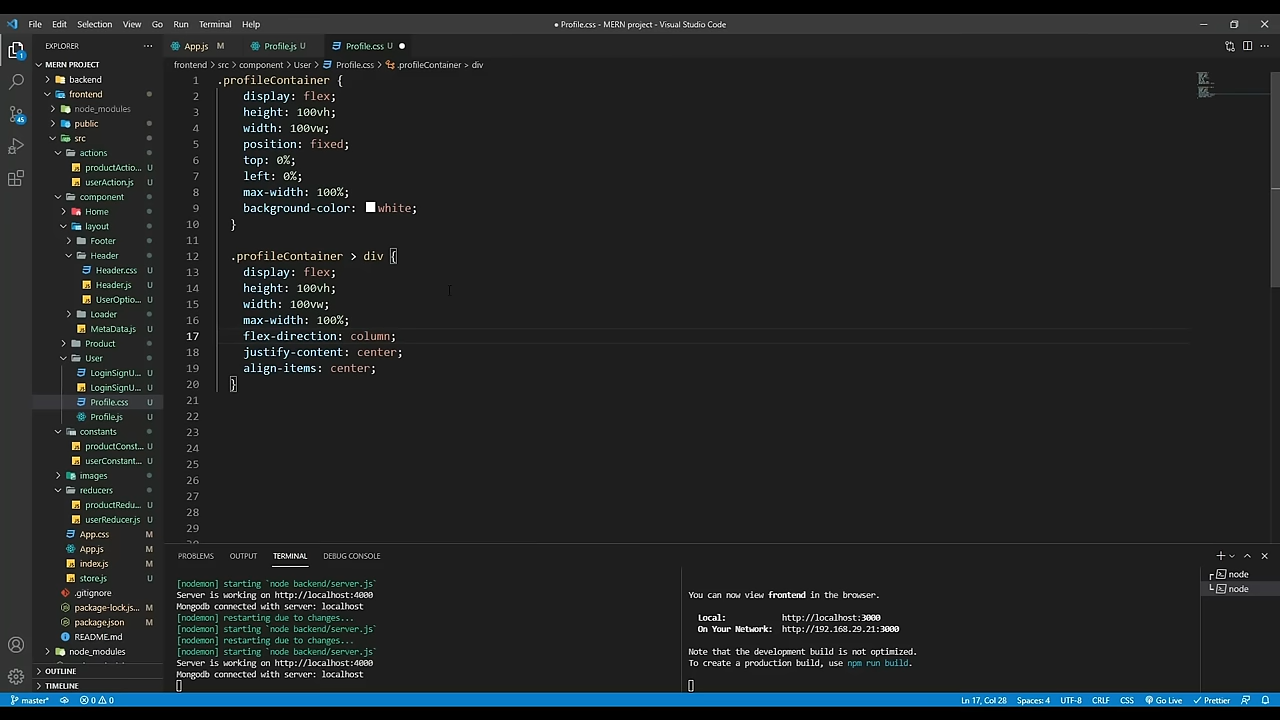 File Edit Selection View Go Run Terminal Help
● Profile.css - MERN project - Visual Studio Code
EXPLORER
App.js M
Profile.js U
Profile.css U
MERN PROJECT
frontend > src > component > User > Profile.css > .profileContainer > div
backend
frontend
node_modules
public
src
actions
productActio... U
userAction.js U
component
Home
layout
Footer
Header
Header.css U
Header.js U
UserOptio... U
Loader
MetaData.js U
Product
User
LoginSignU... U
LoginSignU... U
Profile.css U
Profile.js U
constants
productConst... U
userConstant... U
images
reducers
productRedu... U
userReducer.js U
App.css M
App.js M
index.js M
store.js U
.gitignore
package-lock.js... M
package.json M
README.md
node_modules
OUTLINE
TIMELINE
1 .profileContainer {
2 display: flex;
3 height: 100vh;
4 width: 100vw;
5 position: fixed;
6 top: 0%;
7 left: 0%;
8 max-width: 100%;
9 background-color: white;
10 }
11
12 .profileContainer > div {
13 display: flex;
14 height: 100vh;
15 width: 100vw;
16 max-width: 100%;
17 flex-direction: column;
18 justify-content: center;
19 align-items: center;
20 }
21
22
23
24
25
26
27
28
29
PROBLEMS OUTPUT TERMINAL DEBUG CONSOLE
[nodemon] starting `node backend/server.js`
Server is working on http://localhost:4000
Mongodb connected with server: localhost
[nodemon] restarting due to changes...
[nodemon] starting `node backend/server.js`
[nodemon] restarting due to changes...
[nodemon] starting `node backend/server.js`
Server is working on http://localhost:4000
Mongodb connected with server: localhost
You can now view frontend in the browser.
Local: http://localhost:3000
On Your Network: http://192.168.29.21:3000
Note that the development build is not optimized.
To create a production build, use npm run build.
node
node
45
master* 0 0
Ln 17, Col 28 Spaces: 4 UTF-8 CRLF CSS Go Live Prettier